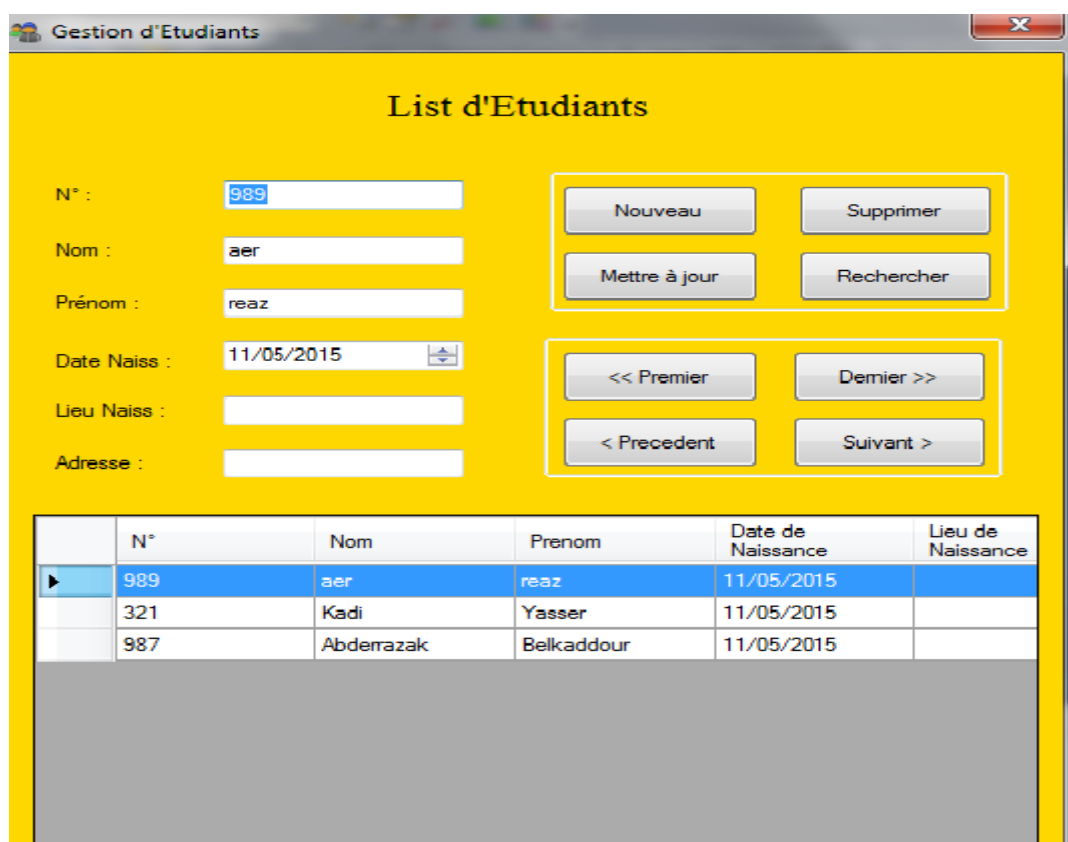 Gestion d'Etudiants
x
List d'Etudiants
N° : 989
Nom : aer
Prénom : reaz
Date Naiss : 11/05/2015
Lieu Naiss :
Adresse :
Nouveau Supprimer
Mettre à jour Rechercher
<< Premier Dernier >>
< Precedent Suivant >
N° Nom Prenom Date de Naissance Lieu de Naissance
989 aer reaz 11/05/2015
321 Kadi Yasser 11/05/2015
987 Abderrazak Belkaddour 11/05/2015